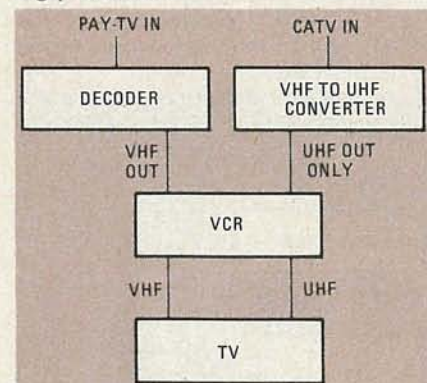 PAY-TV IN
CATV IN
DECODER
VHF TO UHF
CONVERTER
VHF
OUT
UHF OUT
ONLY
VCR
VHF
UHF
TV